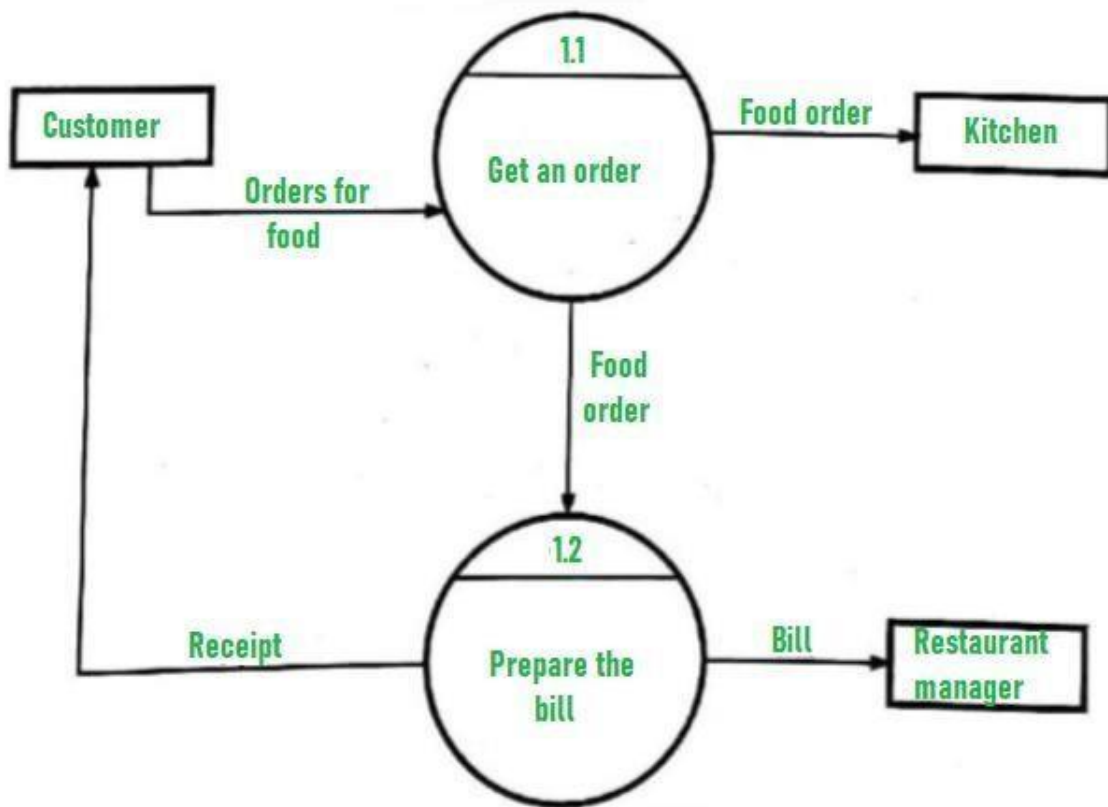 1.1
Customer
Food order
Kitchen
Get an order
Orders for
food
Food
order
1.2
Receipt
Prepare the
bill
Bill
Restaurant
manager